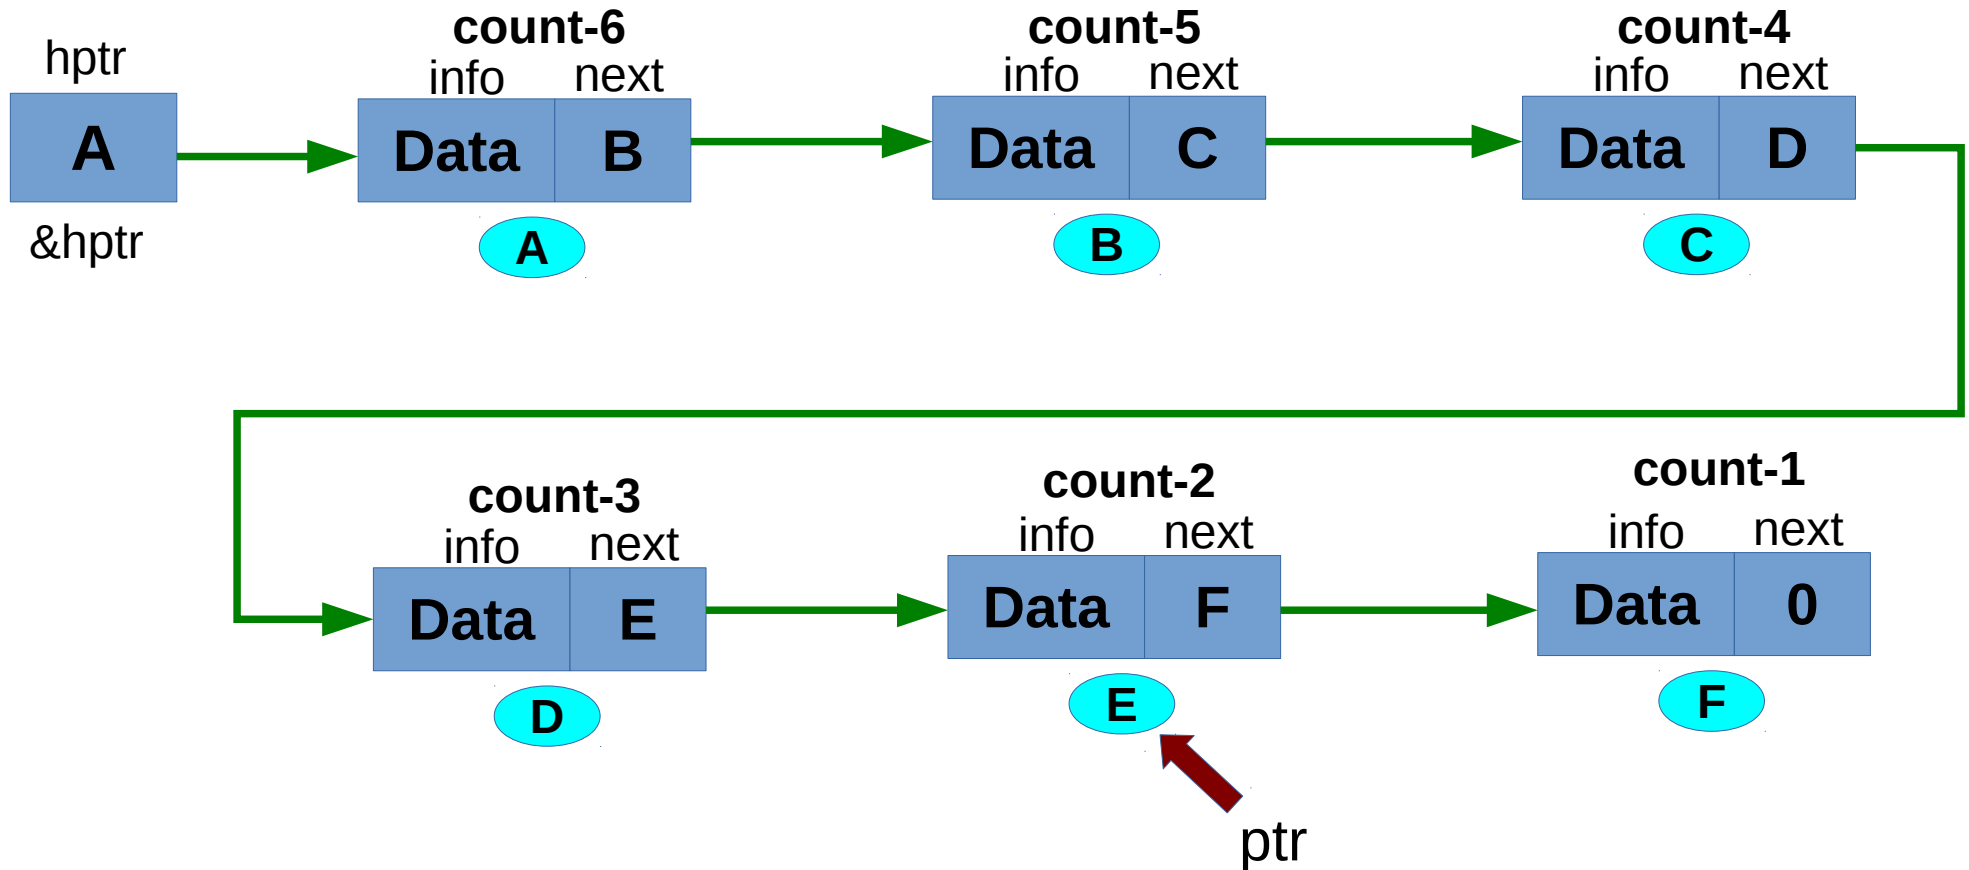 hptr
A
&hptr
count-6
info next
Data B
A
count-5
info next
Data C
B
count-4
info next
Data D
C
count-3
info next
Data E
D
count-2
info next
Data F
E
ptr
count-1
info next
Data 0
F